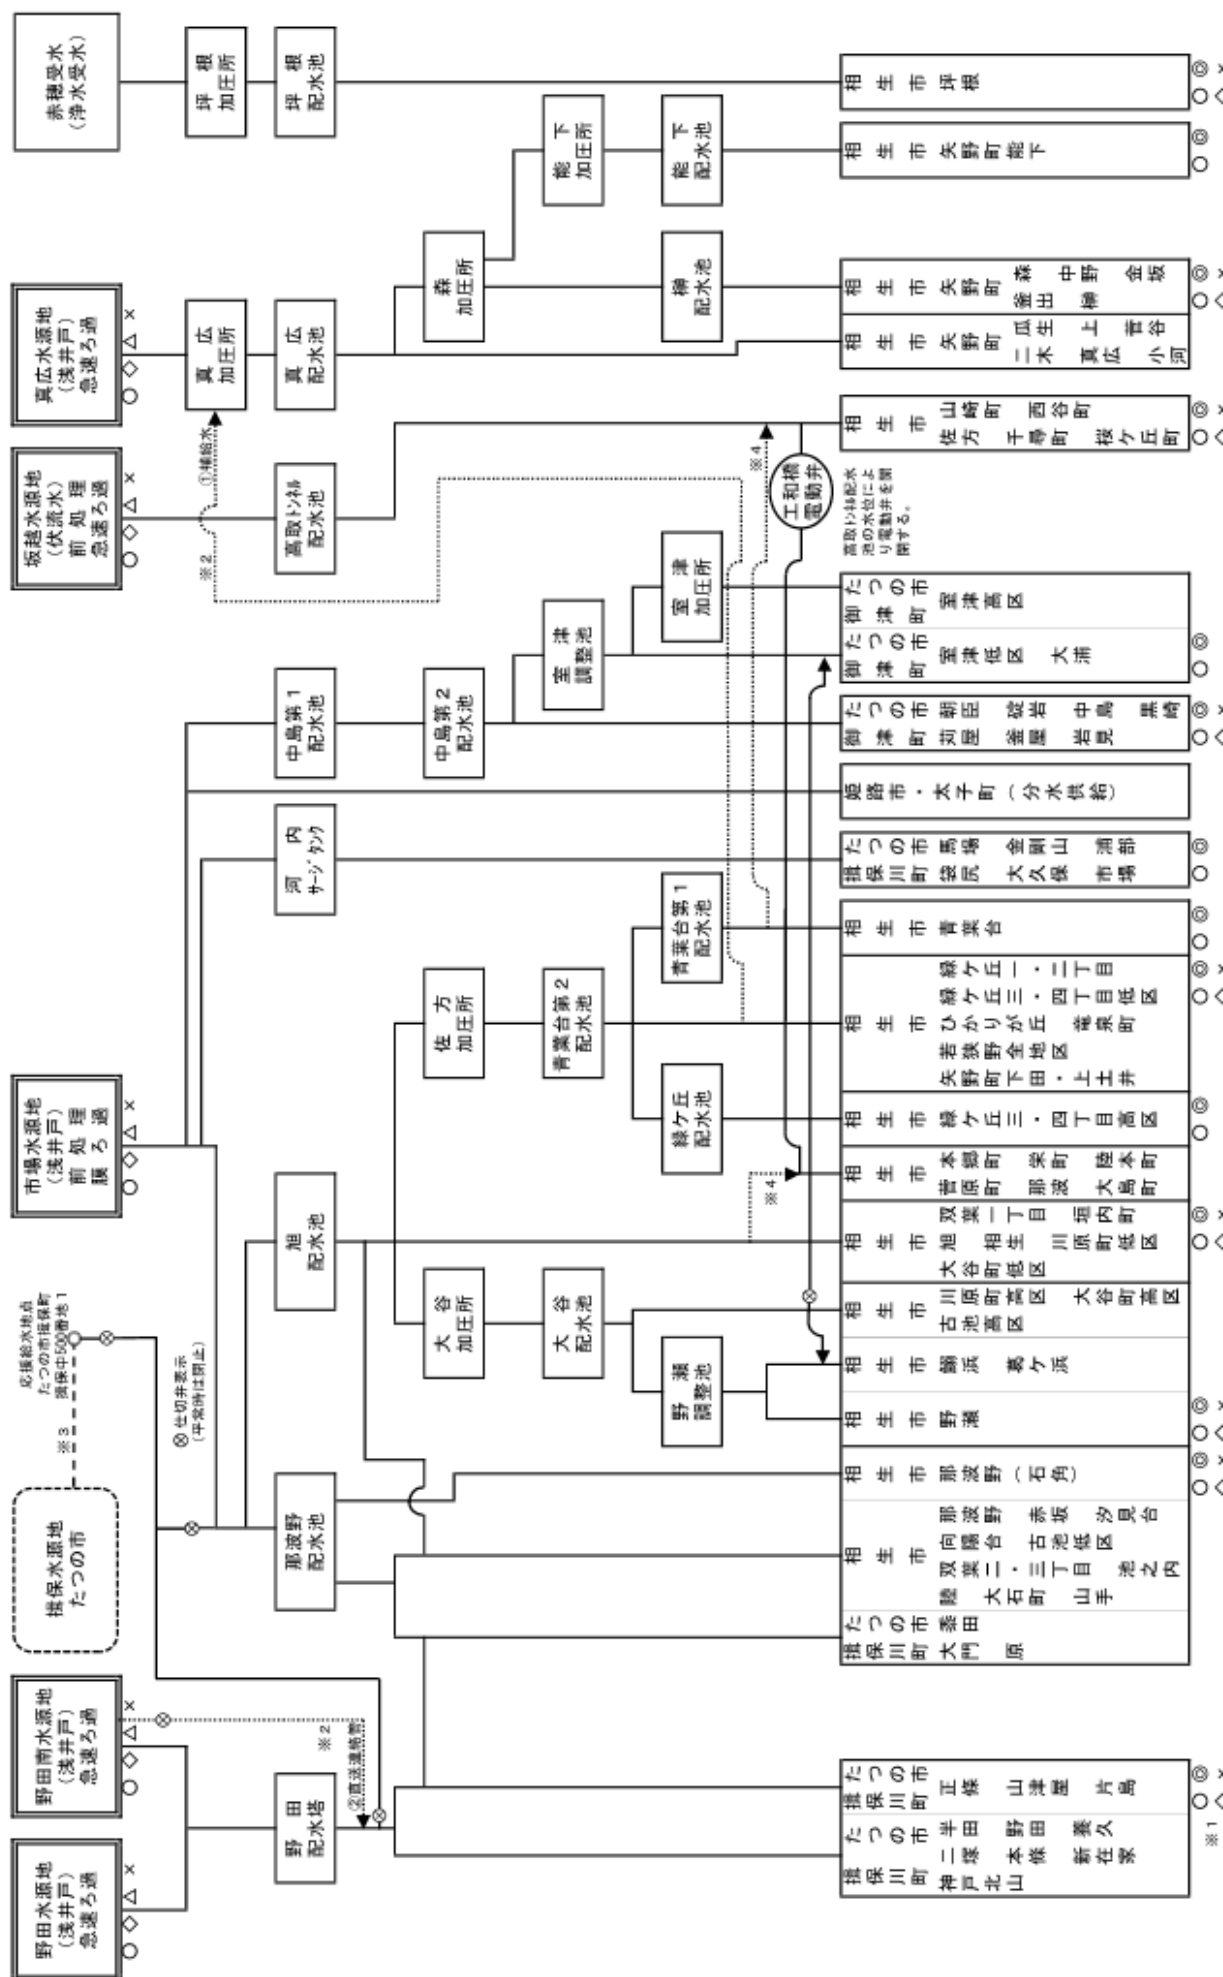 野田水源地
(浅井戸)
急速ろ過
○ ◇ △ ×
野田南水源地
(浅井戸)
急速ろ過
○ ◇ △ ×
揖保水源地
たつの市
※3
応援給水地点
たつの市揖保町
揖保中500番地1
⊗仕切弁表示
(平常時は閉止)
市場水源地
(浅井戸)
前処理
膜ろ過
○ ◇ △ ×
坂越水源地
(伏流水)
前処理
急速ろ過
○ ◇ △ ×
真広水源地
(浅井戸)
急速ろ過
○ ◇ △ ×
赤穂受水
(浄水受水)
※2
②直送連絡管
※2
①補給水
真広
加圧所
坪根
加圧所
野田
配水塔
那波野
配水池
旭
配水池
河内
サージタンク
中島第1
配水池
高取トンネル
配水池
真広
配水池
坪根
配水池
大谷
加圧所
佐方
加圧所
中島第2
配水池
森
加圧所
大谷
配水池
青葉台第2
配水池
室津
調整池
能下
加圧所
野瀬
調整池
緑ケ丘
配水池
青葉台第1
配水池
室津
加圧所
榊
配水池
能下
配水池
※4
※4
工和橋
電動弁
高取トンネル配水
池の水位によ
り電動弁を開
閉する。
たつの市 半田 野田 養久
二塚 本條 新在家
揖保川町 神戸北山
たつの市
揖保川町 正條 山津屋 片島
○ ◎
◇ ×
※1
たつの市 黍田
揖保川町 大門 原
相生市 那波野 赤坂 汐見台
向陽台 古池低区
双葉二・三丁目 池之内
陸 大石町 山手
相生市 那波野(石角)
○ ◎
◇ ×
相生市 野瀬
○ ◎
◇ ×
相生市 鰯浜 葛ケ浜
相生市 川原町高区 大谷町高区
古池高区
相生市 双葉一丁目 垣内町
旭 相生 川原町低区
大谷町低区
○ ◎
◇ ×
相生市 本郷町 栄町 陸本町
菅原町 那波 大島町
相生市 緑ケ丘三・四丁目高区
○ ◎
相生市 緑ケ丘一・二丁目
緑ケ丘三・四丁目低区
ひかりが丘 竜泉町
若狭野全地区
矢野町下田・上土井
○ ◎
◇ ×
相生市 青葉台
○ ◎
たつの市 馬場 金剛山 浦部
揖保川町 袋尻 大久保 市場
○ ◎
姫路市・太子町(分水供給)
たつの市 朝臣 碇岩 中島 黒崎
御津町 苅屋 釜屋 岩見
○ ◎
◇ ×
たつの市
御津町 室津低区 大浦
○ ◎
たつの市
御津町 室津高区
相生市 山崎町 西谷町
佐方 千尋町 桜ケ丘町
○ ◎
◇ ×
相生市 矢野町 瓜生 上 菅谷
二木 真広 小河
相生市 矢野町 森 中野 金坂
釜出 榊
○ ◎
◇ ×
相生市 矢野町能下
○ ◎
相生市 坪根
○ ◎
◇ ×